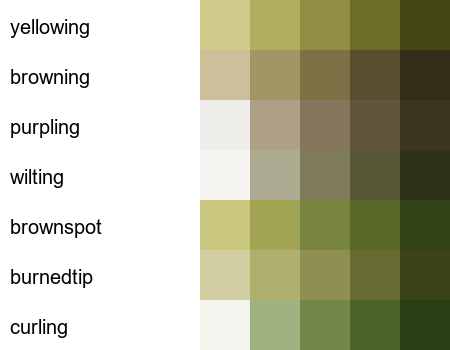 yellowing
browning
purpling
wilting
brownspot
burnedtip
curling